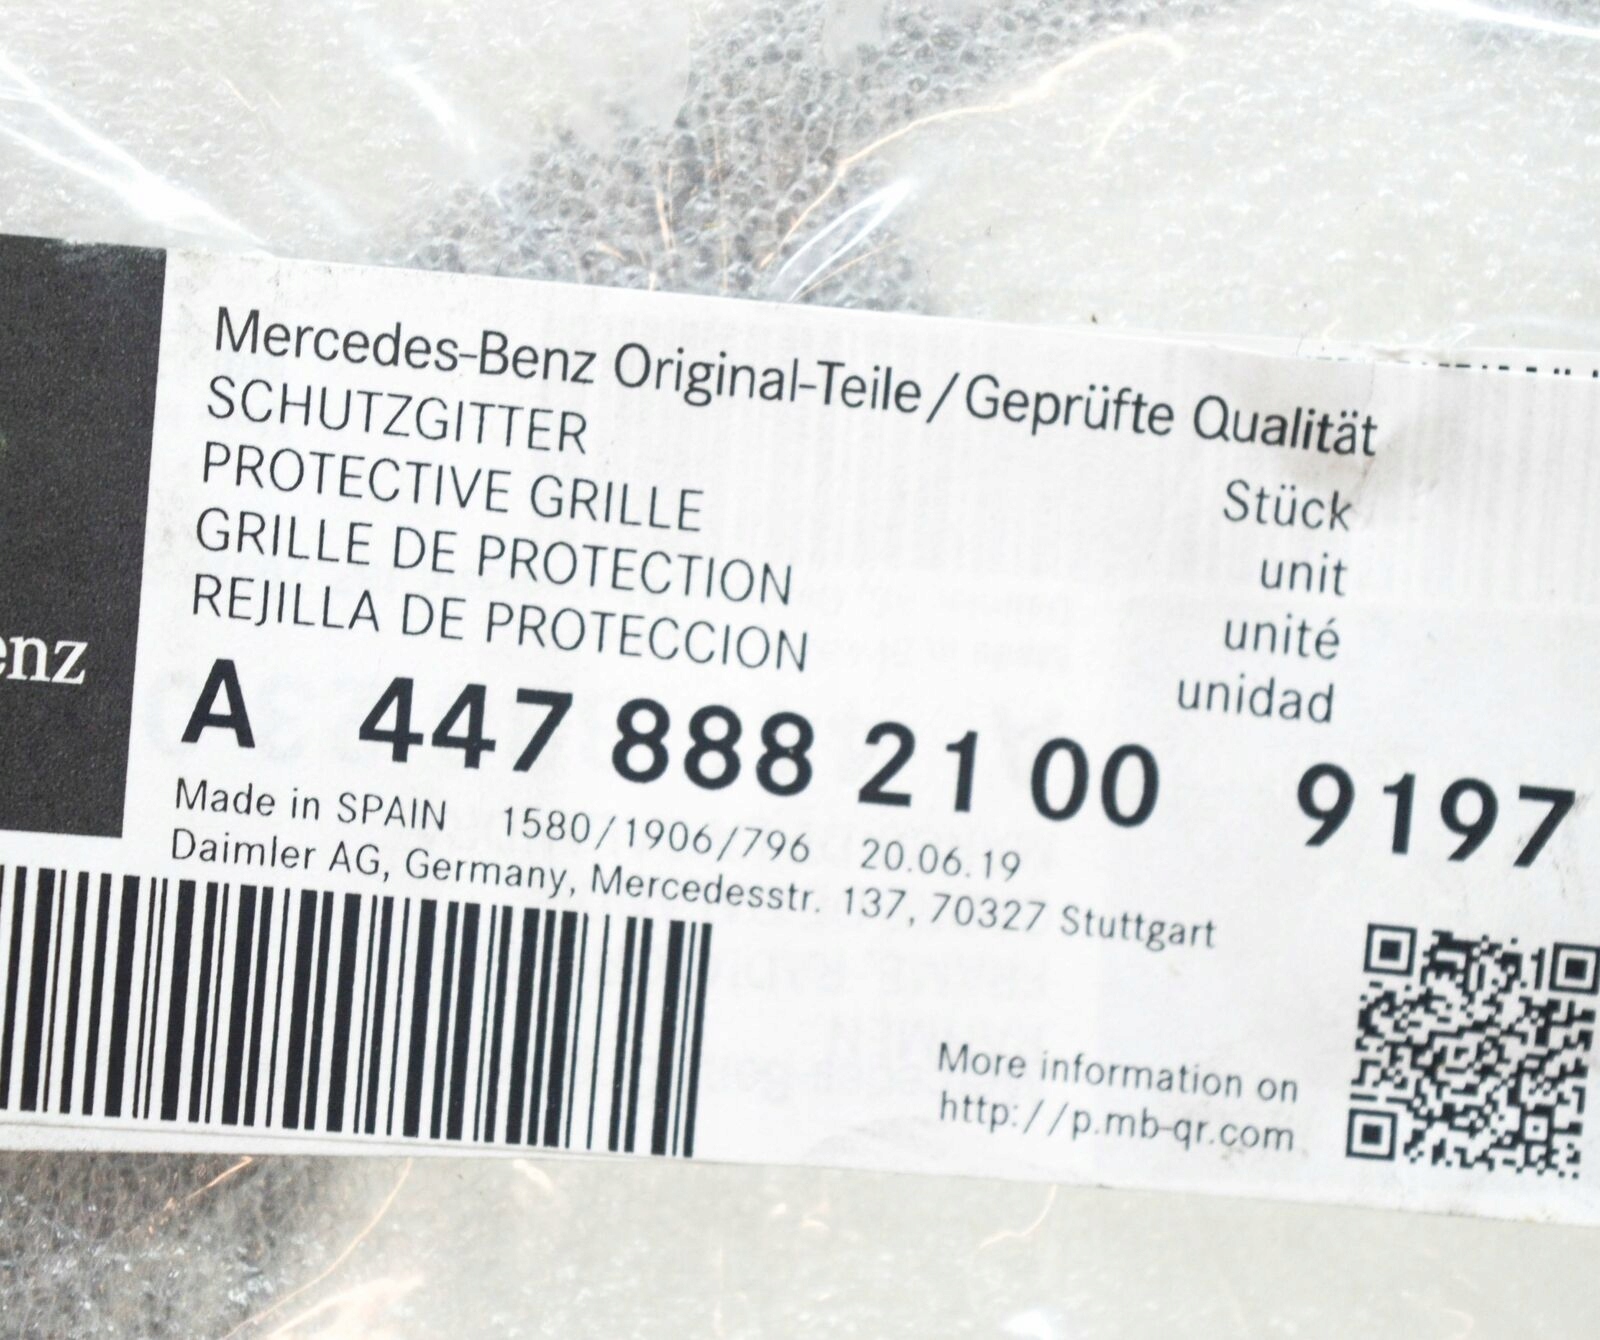 Mercedes-Benz Original-Teile / Geprüfte Qualität
SCHUTZGITTER
PROTECTIVE GRILLE
GRILLE DE PROTECTION
REJILLA DE PROTECCION
Stück
unit
unité
unidad
enz
A 447 888 21 00 9197
Made in SPAIN 1580/1906/796 20.06.19
Daimler AG, Germany, Mercedesstr. 137, 70327 Stuttgart
More information on
http://p.mb-qr.com